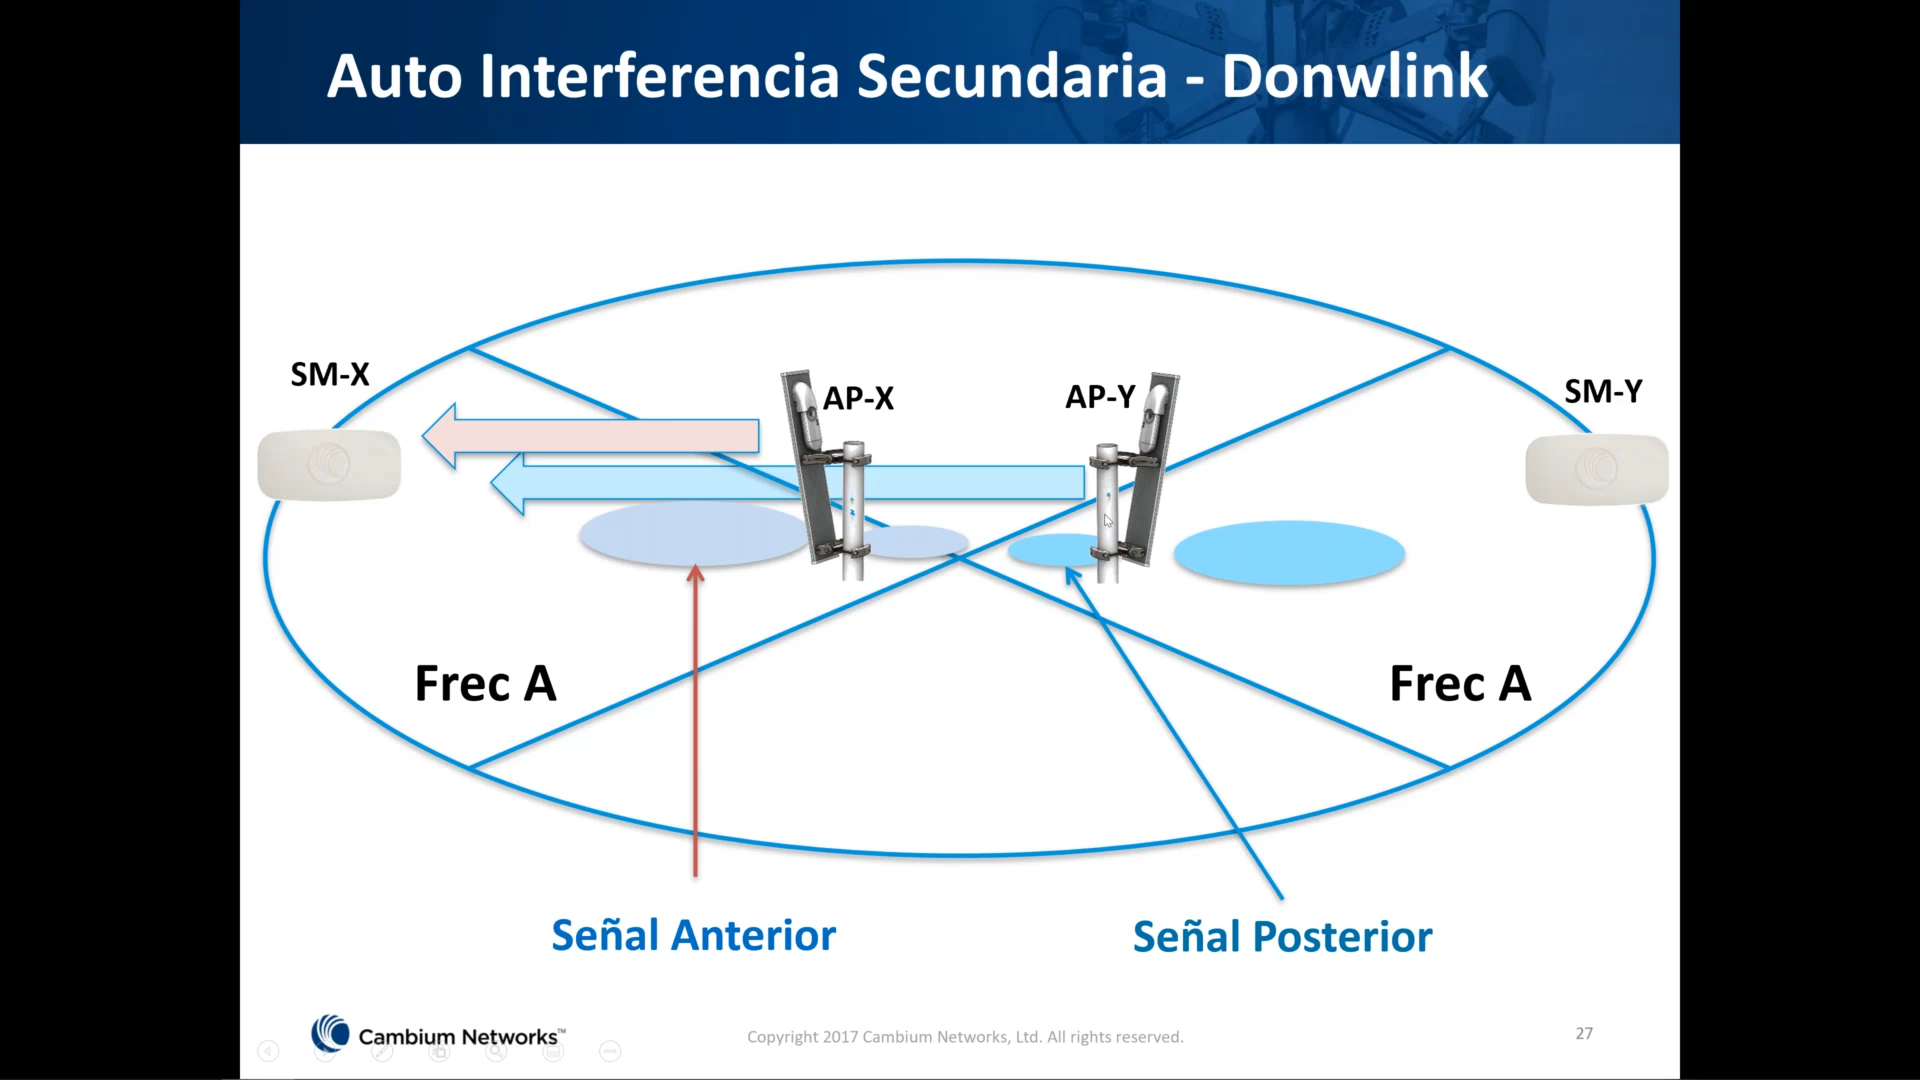 Auto Interferencia Secundaria - Donwlink
SM-X
AP-X
AP-Y
SM-Y
Frec A
Frec A
Señal Anterior
Señal Posterior
Cambium Networks™
Copyright 2017 Cambium Networks, Ltd. All rights reserved.
27